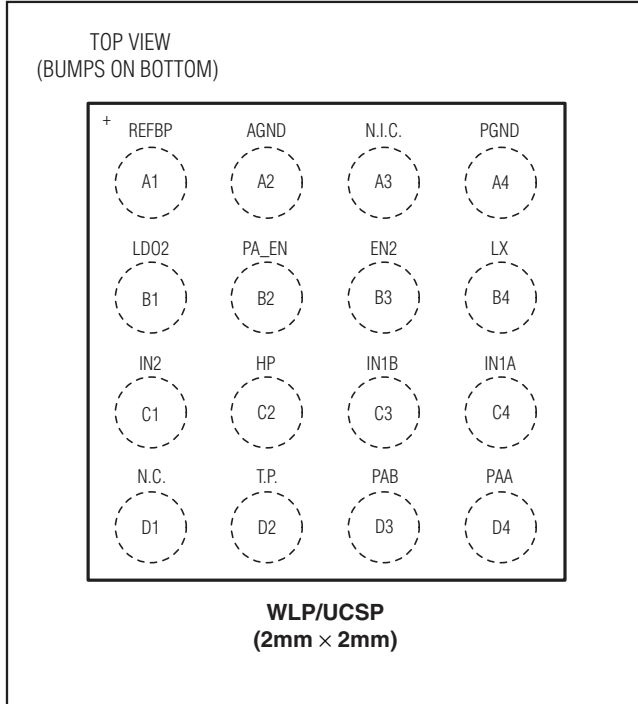 TOP VIEW
(BUMPS ON BOTTOM)
+ REFBP AGND N.I.C. PGND
A1 A2 A3 A4
LDO2 PA_EN EN2 LX
B1 B2 B3 B4
IN2 HP IN1B IN1A
C1 C2 C3 C4
N.C. T.P. PAB PAA
D1 D2 D3 D4
WLP/UCSP
(2mm × 2mm)